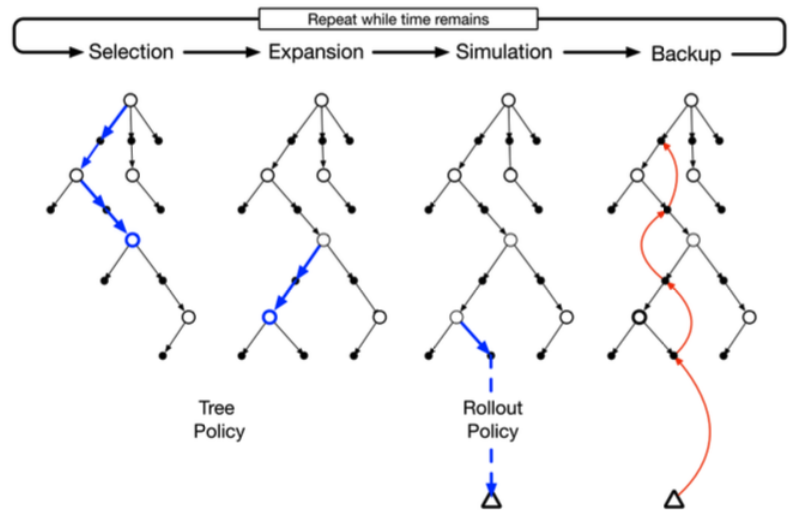 Repeat while time remains
Selection Expansion Simulation Backup
Tree
Policy
Rollout
Policy